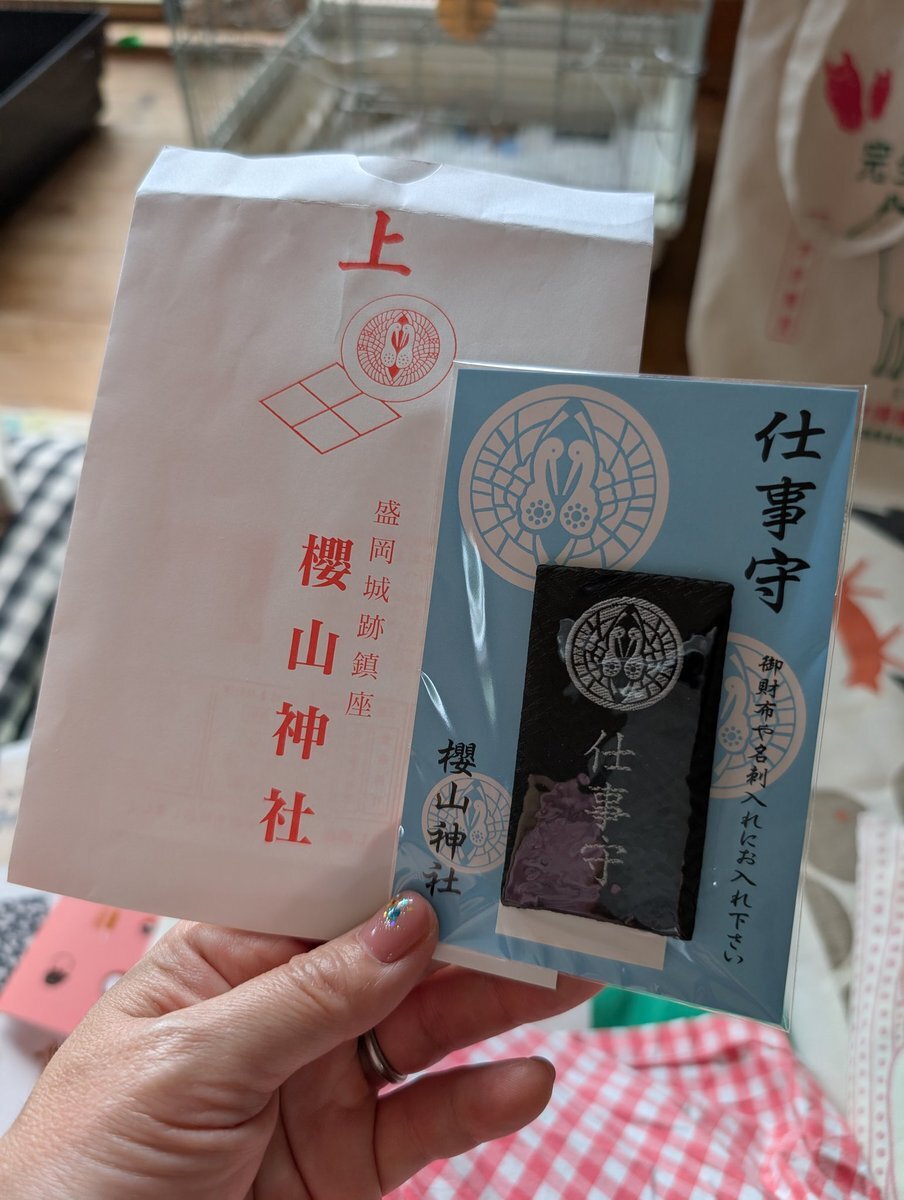 上
盛岡城跡鎮座
櫻山神社
仕事守
御財布や名刺入れにお入れ下さい
仕事守
櫻山神社
完